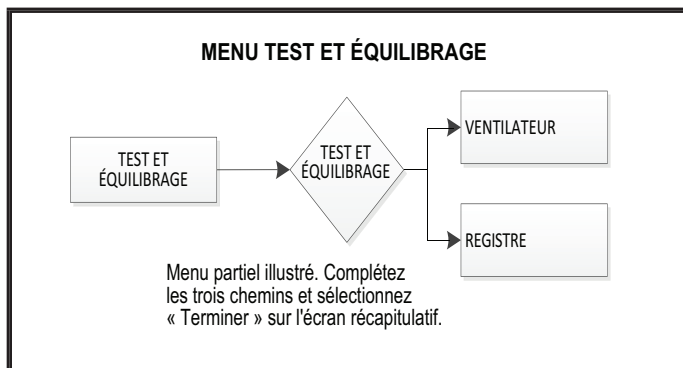 MENU TEST ET ÉQUILIBRAGE
TEST ET
ÉQUILIBRAGE
TEST ET
ÉQUILIBRAGE
VENTILATEUR
REGISTRE
Menu partiel illustré. Complétez
les trois chemins et sélectionnez
« Terminer » sur l'écran récapitulatif.